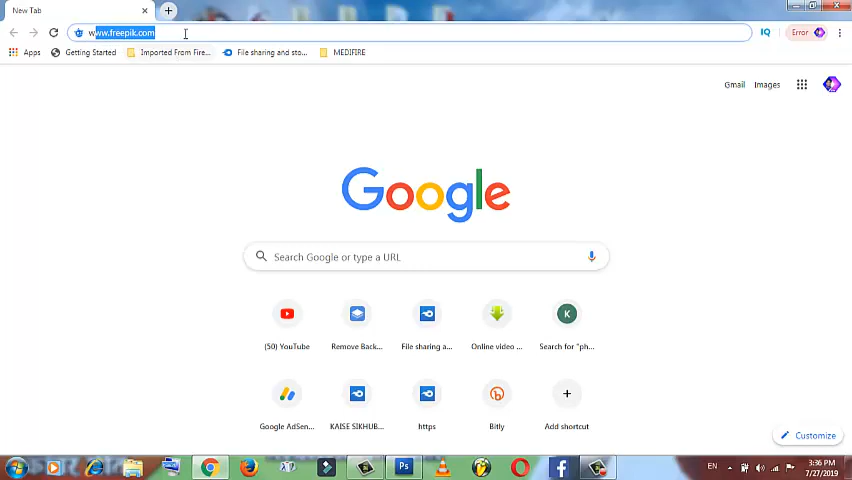 New Tab
www.freepik.com
Error
Apps
Getting Started
Imported From Fire...
File sharing and sto...
MEDIFIRE
Gmail
Images
Google
Search Google or type a URL
(50) YouTube
Remove Back...
File sharing a...
Online video ...
K
Search for "ph...
Google AdSen...
KAISE SIKHUB...
https
Bitly
Add shortcut
Customize
Ps
EN
3:36 PM
7/27/2019